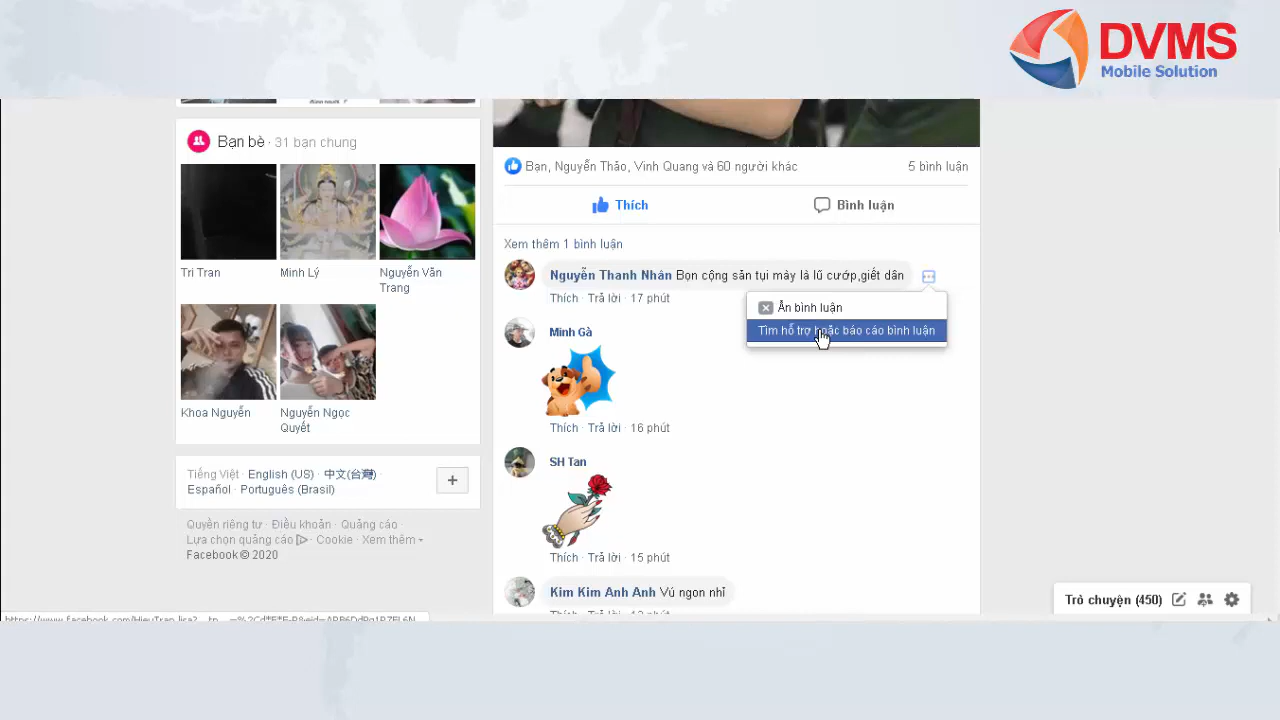 DVMS
Mobile Solution
Bạn bè · 31 bạn chung
Tri Tran
Minh Lý
Nguyễn Văn Trang
Khoa Nguyễn
Nguyễn Ngọc Quyết
Tiếng Việt · English (US) · 中文(台灣) ·
Español · Português (Brasil)
Quyền riêng tư · Điều khoản · Quảng cáo ·
Lựa chọn quảng cáo · Cookie · Xem thêm
Facebook © 2020
Bạn, Nguyễn Thảo, Vinh Quang và 60 người khác
5 bình luận
Thích
Bình luận
Xem thêm 1 bình luận
Nguyễn Thanh Nhân Bọn cộng sãn tụi mày là lũ cướp,giết dân
Thích · Trả lời · 17 phút
Ẩn bình luận
Tìm hỗ trợ hoặc báo cáo bình luận
Minh Gà
Thích · Trả lời · 16 phút
SH Tan
Thích · Trả lời · 15 phút
Kim Kim Anh Anh Vú ngon nhỉ
Thích · Trả lời
Trò chuyện (450)